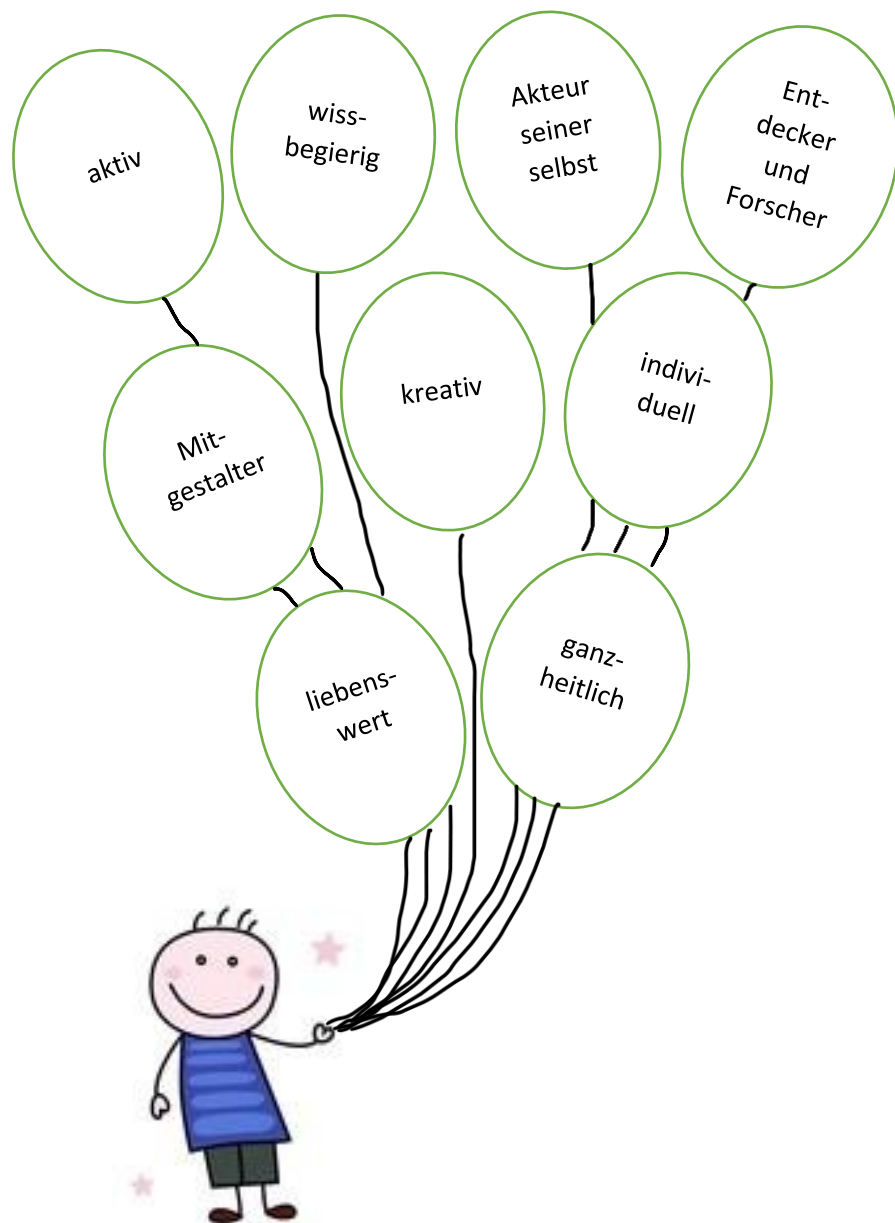 aktiv
wiss-
begierig
Akteur
seiner
selbst
Ent-
decker
und
Forscher
Mit-
gestalter
kreativ
indivi-
duell
liebens-
wert
ganz-
heitlich